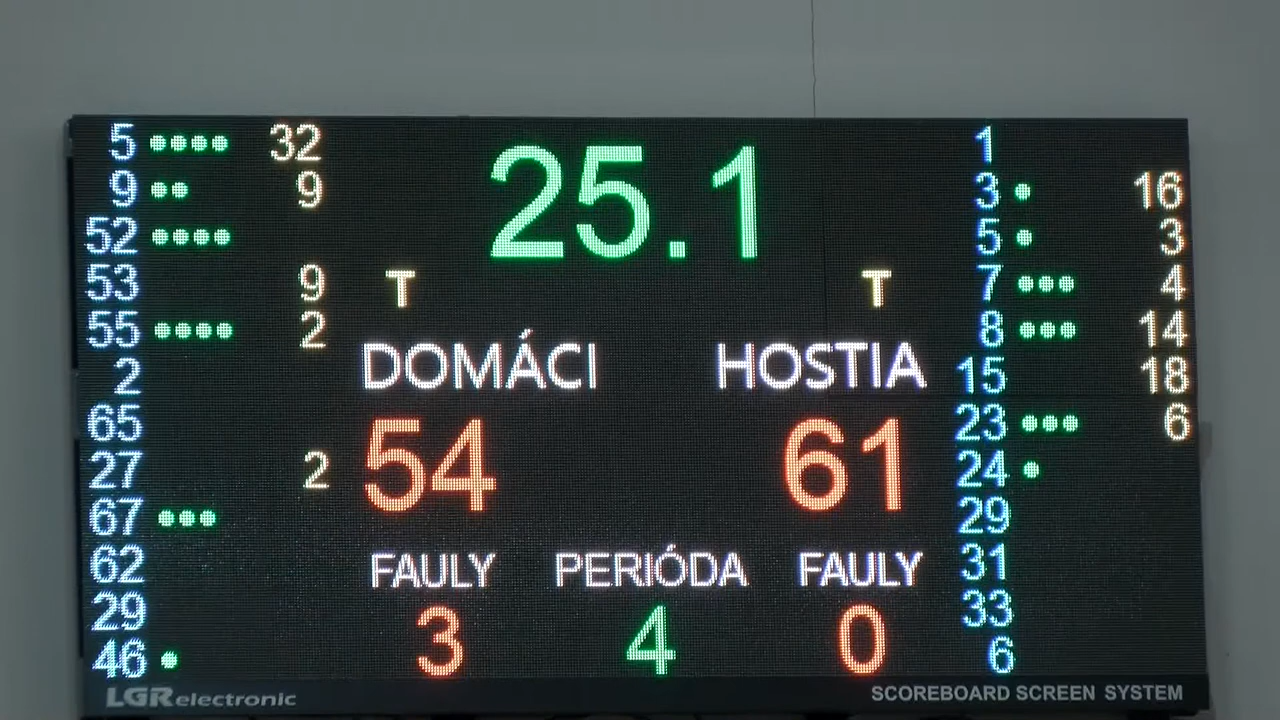 5 32 25.1 1
9 9 3 16
52 5 3
53 9 T T 7 4
55 2 8 14
2 DOMÁCI HOSTIA 15 18
65 23 6
27 2 54 61 24
67 29
62 FAULY PERIÓDA FAULY 31
29 3 4 0 33
46 6
LGR electronic SCOREBOARD SCREEN SYSTEM